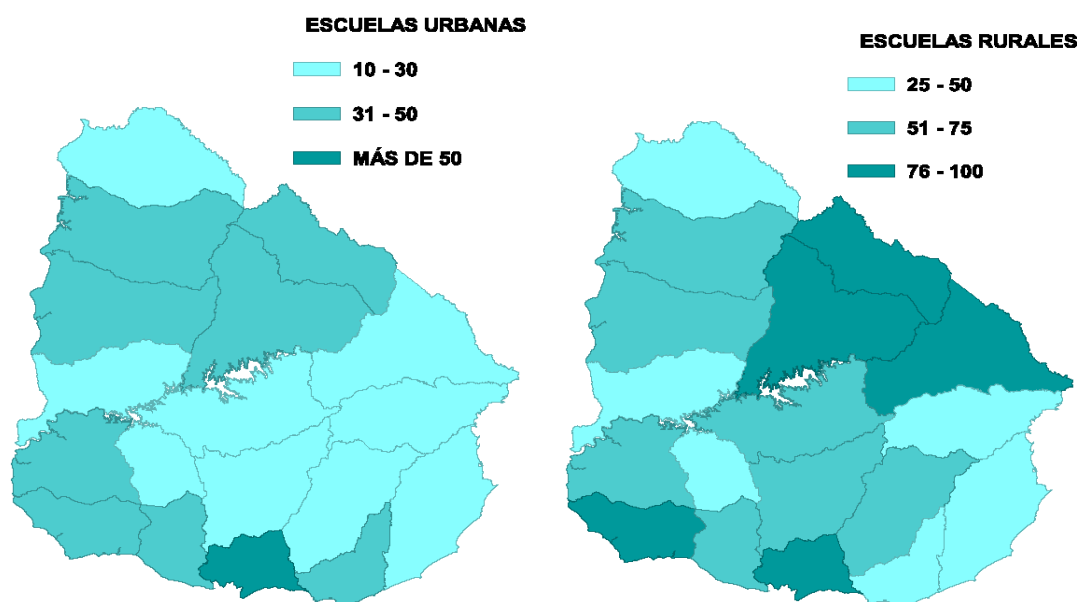 ESCUELAS URBANAS
10 - 30
31 - 50
MÁS DE 50
ESCUELAS RURALES
25 - 50
51 - 75
76 - 100